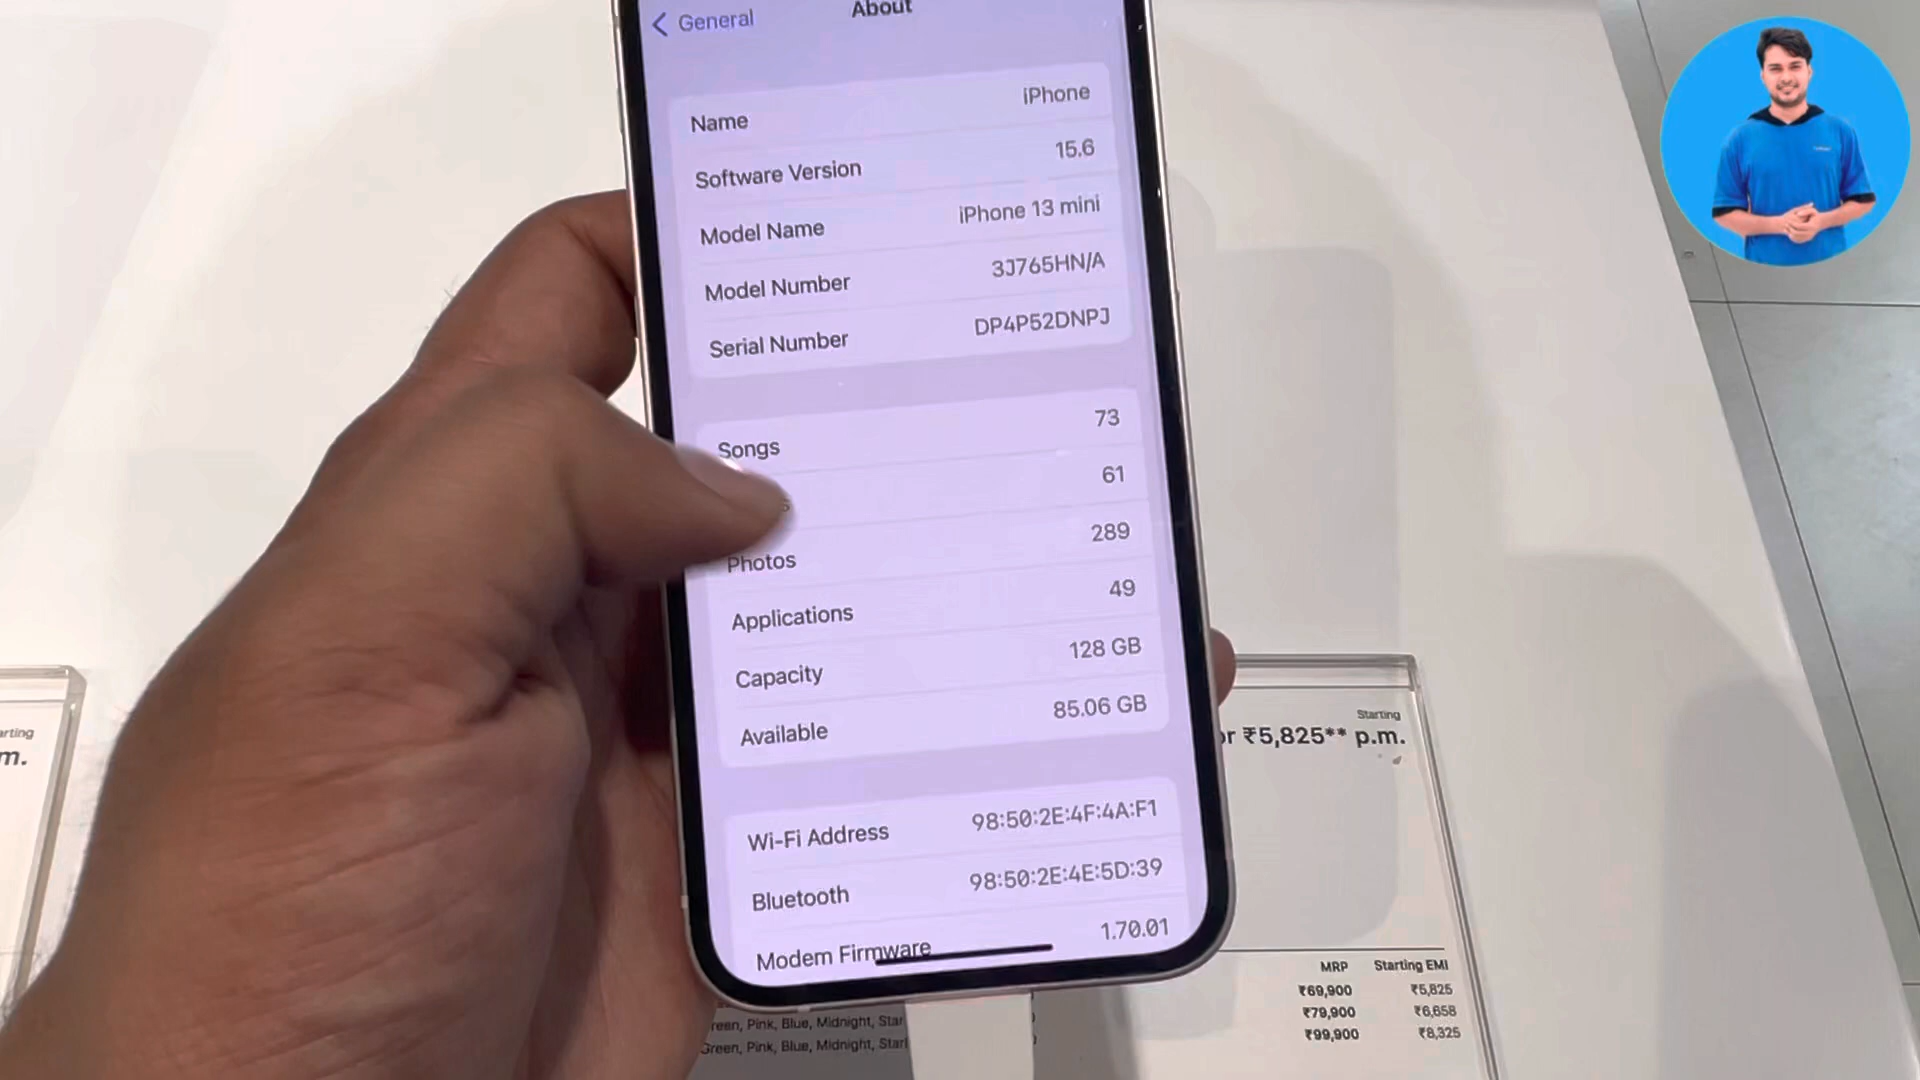 General
About
Name iPhone
Software Version 15.6
Model Name iPhone 13 mini
Model Number 3J765HN/A
Serial Number DP4P52DNPJ
Songs 73
61
Photos 289
Applications 49
Capacity 128 GB
Available 85.06 GB
Wi-Fi Address 98:50:2E:4F:4A:F1
Bluetooth 98:50:2E:4E:5D:39
Modem Firmware 1.70.01
arting
m.
Starting
or ₹5,825** p.m.
MRP Starting EMI
₹69,900 ₹5,825
₹79,900 ₹6,658
₹99,900 ₹8,325
reen, Pink, Blue, Midnight, Star
Green, Pink, Blue, Midnight, Starl